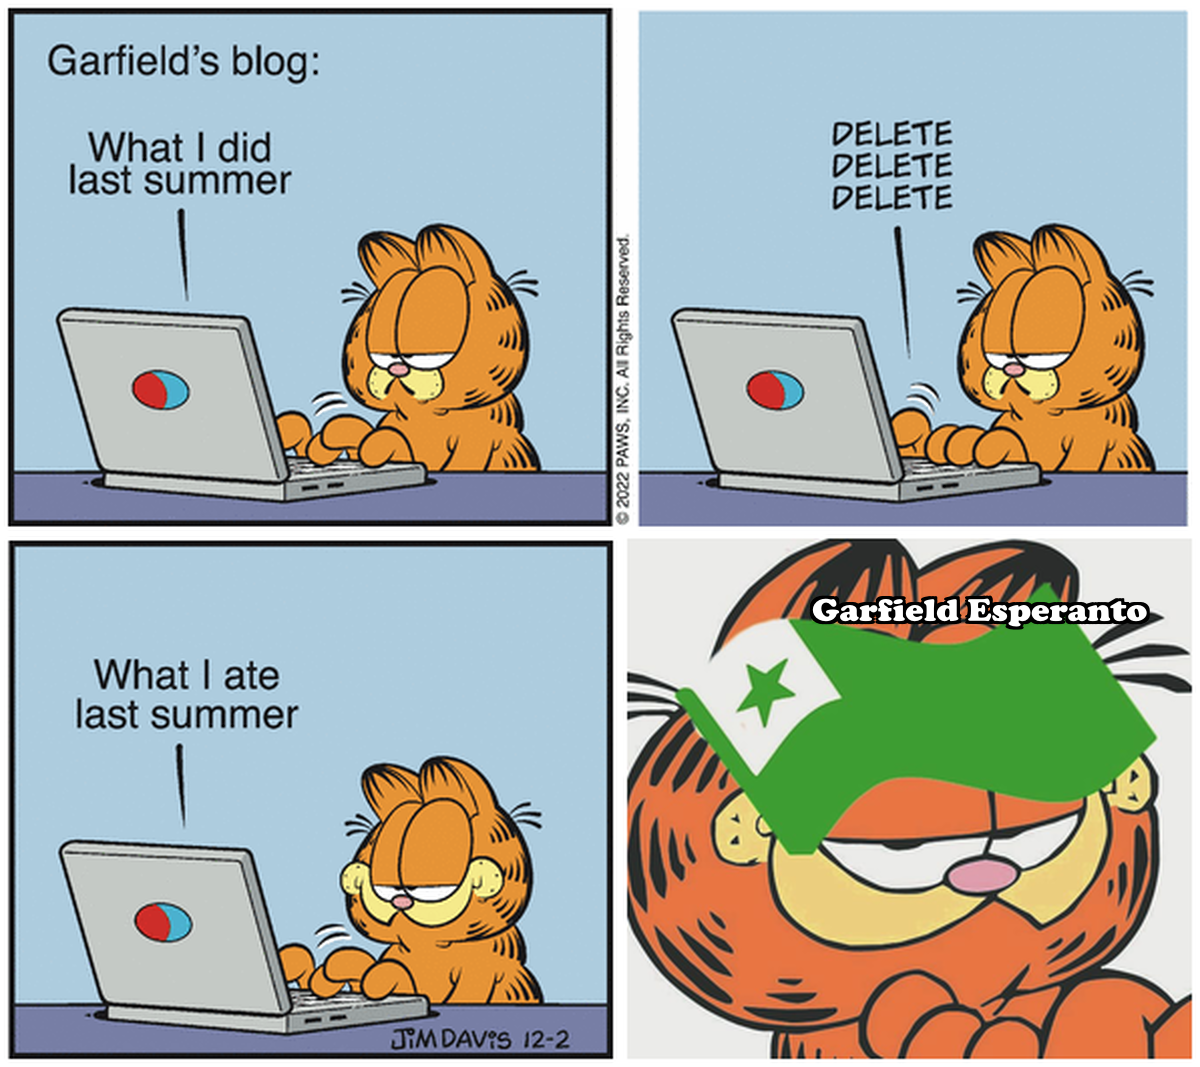 Garfield's blog:
What I did
last summer
DELETE
DELETE
DELETE
© 2022 PAWS, INC. All Rights Reserved.
What I ate
last summer
JIM DAVIS 12-2
Garfield Esperanto